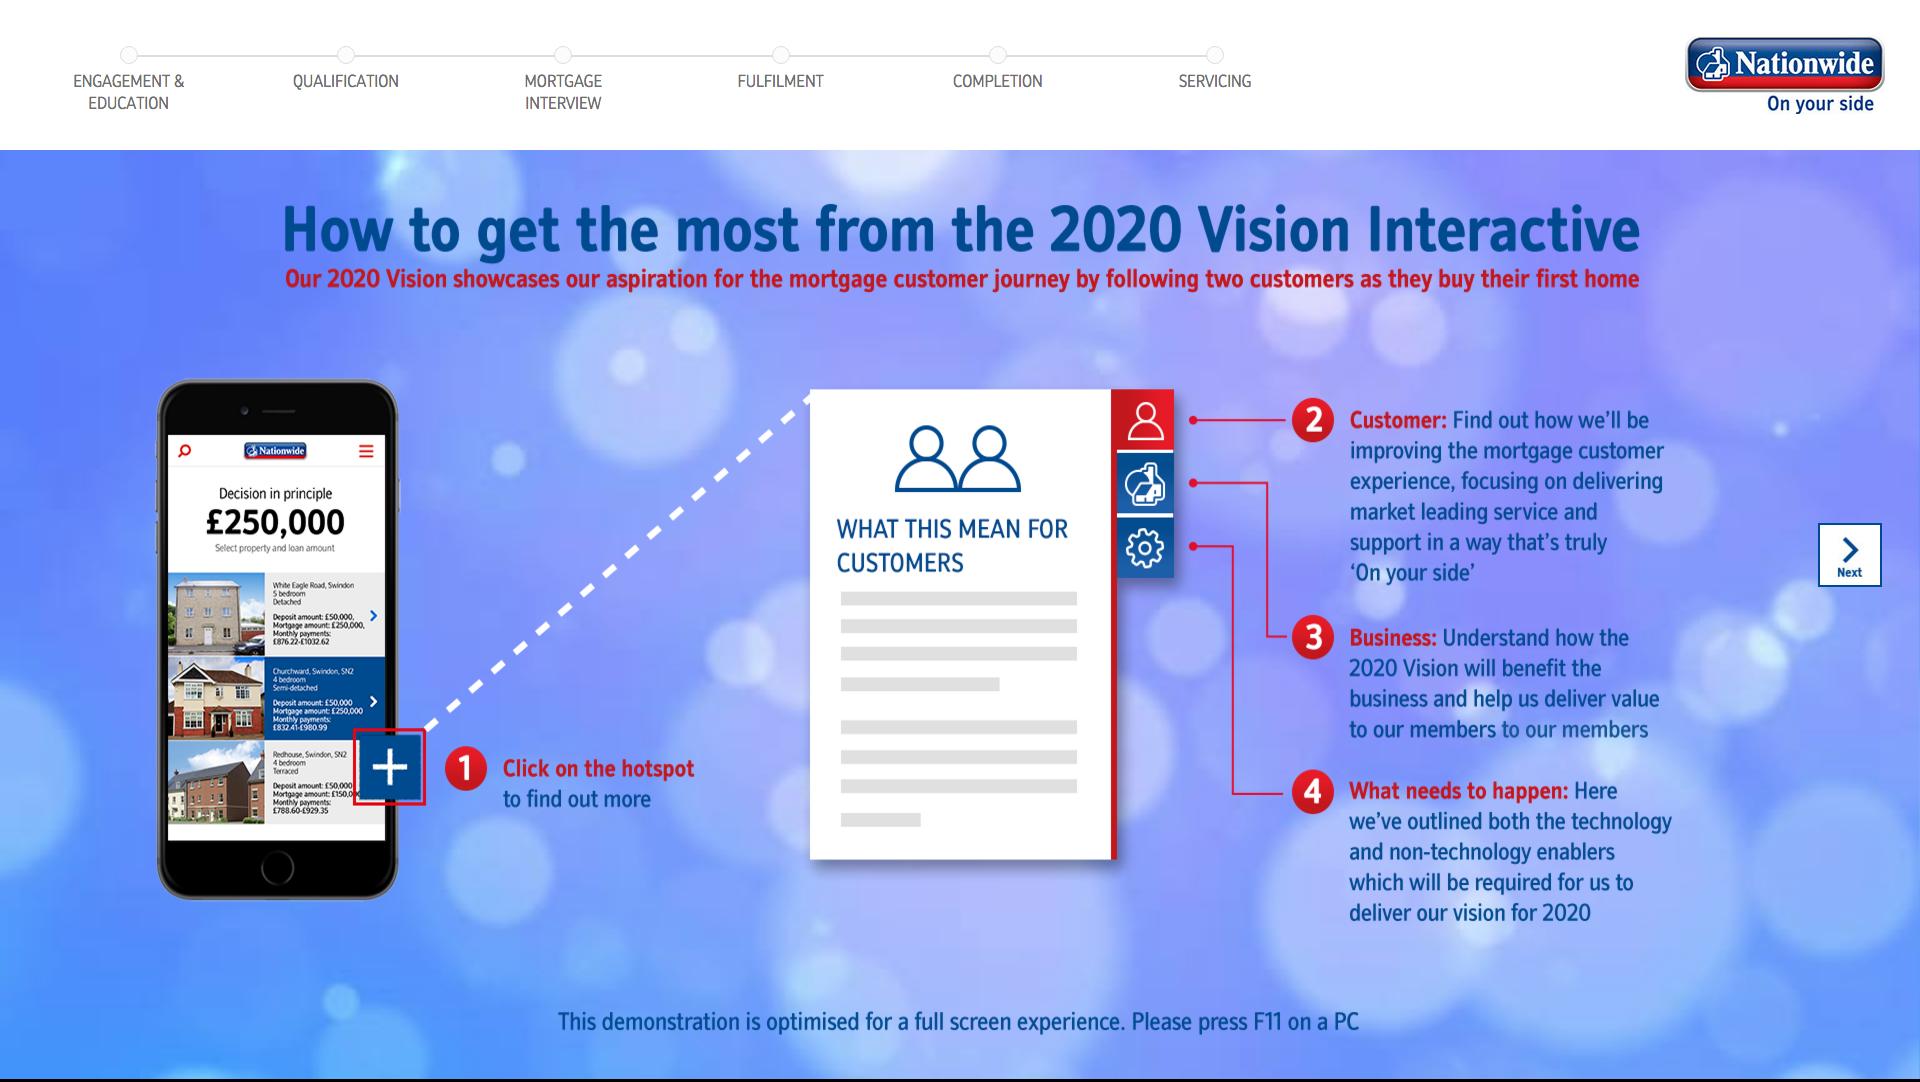 ENGAGEMENT &
EDUCATION
QUALIFICATION
MORTGAGE
INTERVIEW
FULFILMENT
COMPLETION
SERVICING
Nationwide
On your side
How to get the most from the 2020 Vision Interactive
Our 2020 Vision showcases our aspiration for the mortgage customer journey by following two customers as they buy their first home
Nationwide
Decision in principle
£250,000
Select property and loan amount
White Eagle Road, Swindon
5 bedroom
Detached
Deposit amount: £50,000,
Mortgage amount: £250,000,
Monthly payments:
£876.22-£1032.62
Churchward, Swindon, SN2
4 bedroom
Semi-detached
Deposit amount: £50,000
Mortgage amount: £250,000
Monthly payments:
£832.41-£980.99
Redhouse, Swindon, SN2
4 bedroom
Terraced
Deposit amount: £50,000
Mortgage amount: £150,0
Monthly payments:
£788.60-£929.35
1 Click on the hotspot
to find out more
WHAT THIS MEAN FOR
CUSTOMERS
2 Customer: Find out how we'll be
improving the mortgage customer
experience, focusing on delivering
market leading service and
support in a way that's truly
‘On your side’
3 Business: Understand how the
2020 Vision will benefit the
business and help us deliver value
to our members to our members
4 What needs to happen: Here
we've outlined both the technology
and non-technology enablers
which will be required for us to
deliver our vision for 2020
Next
This demonstration is optimised for a full screen experience. Please press F11 on a PC